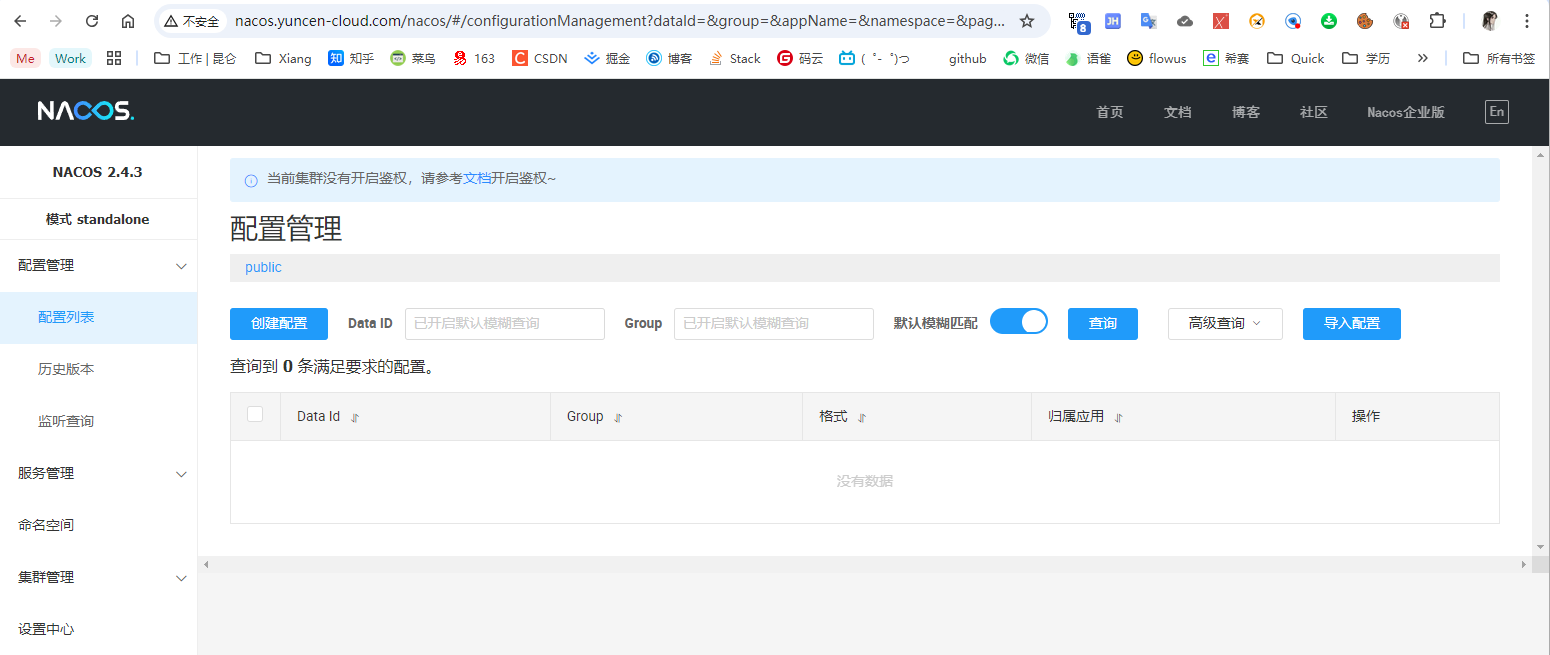 不安全 nacos.yuncen-cloud.com/nacos/#/configurationManagement?dataId=&group=&appName=&namespace=&pag... 8 JH
Me Work 工作 | 昆仑 Xiang 知 知乎 菜鸟 163 C CSDN 掘金 博客 Stack G 码云 ( ゜- ゜)つ github 微信 语雀 flowus e 希赛 Quick 学历 » 所有书签
NACOS. 首页 文档 博客 社区 Nacos企业版 En
NACOS 2.4.3
模式 standalone
配置管理
配置列表
历史版本
监听查询
服务管理
命名空间
集群管理
设置中心
当前集群没有开启鉴权，请参考文档开启鉴权~
配置管理
public
创建配置 Data ID 已开启默认模糊查询 Group 已开启默认模糊查询 默认模糊匹配 查询 高级查询 导入配置
查询到 0 条满足要求的配置。
Data Id Group 格式 归属应用 操作
没有数据